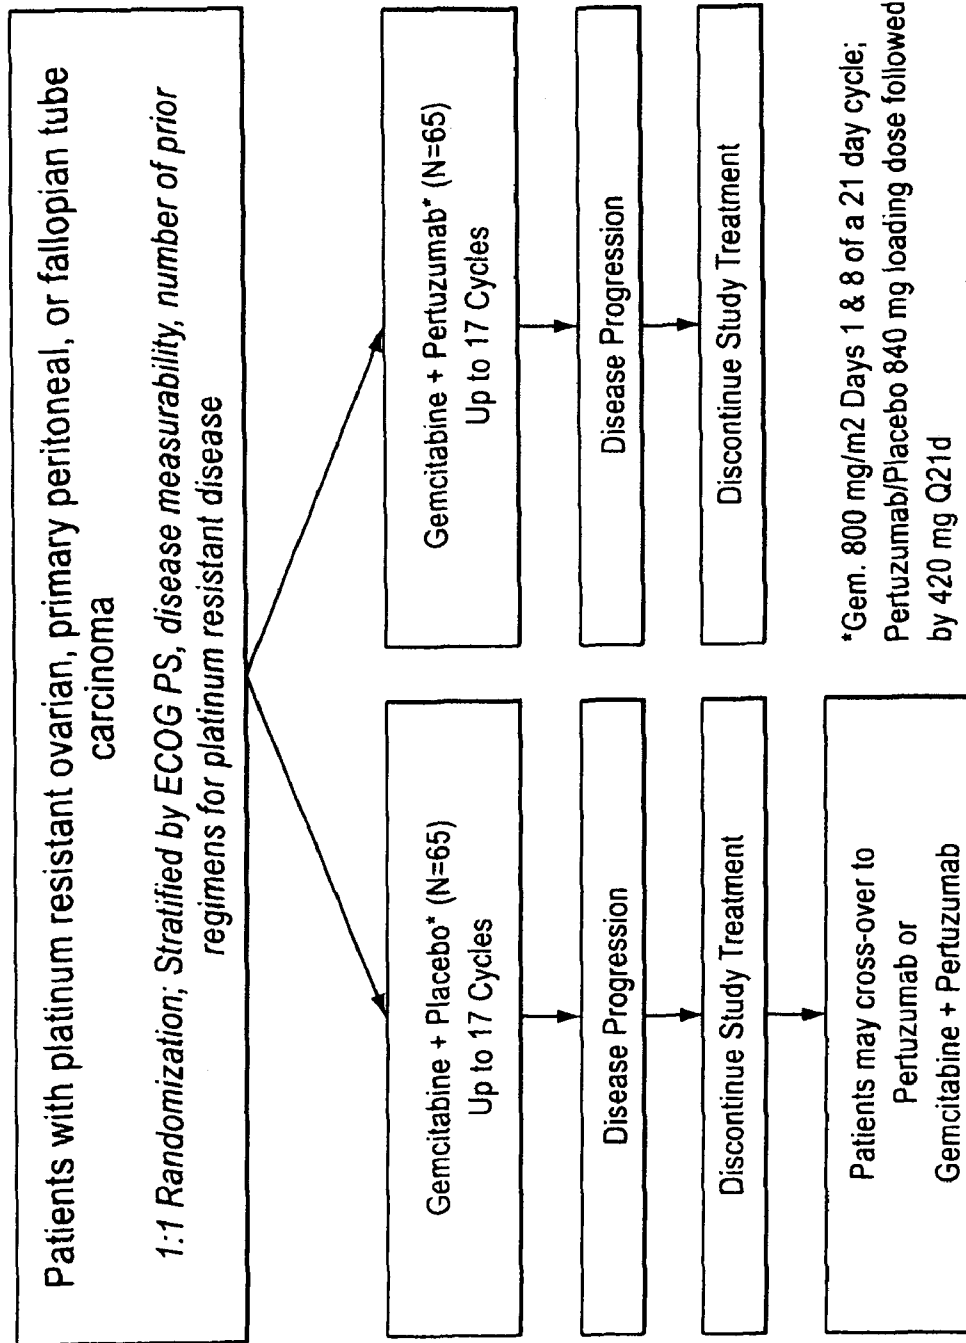 Patients with platinum resistant ovarian, primary peritoneal, or fallopian tube
carcinoma
1:1 Randomization; Stratified by ECOG PS, disease measurability, number of prior
regimens for platinum resistant disease
Gemcitabine + Placebo* (N=65)
Up to 17 Cycles
Disease Progression
Discontinue Study Treatment
Patients may cross-over to
Pertuzumab or
Gemcitabine + Pertuzumab
Gemcitabine + Pertuzumab* (N=65)
Up to 17 Cycles
Disease Progression
Discontinue Study Treatment
*Gem. 800 mg/m2 Days 1 & 8 of a 21 day cycle;
Pertuzumab/Placebo 840 mg loading dose followed
by 420 mg Q21d